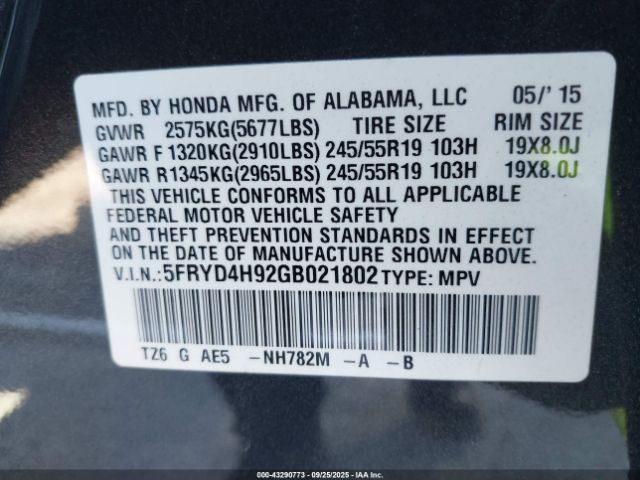 MFD. BY HONDA MFG. OF ALABAMA, LLC 05/' 15
GVWR 2575KG(5677LBS) TIRE SIZE RIM SIZE
GAWR F 1320KG(2910LBS) 245/55R19 103H 19X8.0J
GAWR R1345KG(2965LBS) 245/55R19 103H 19X8.0J
THIS VEHICLE CONFORMS TO ALL APPLICABLE
FEDERAL MOTOR VEHICLE SAFETY
AND THEFT PREVENTION STANDARDS IN EFFECT
ON THE DATE OF MANUFACTURE SHOWN ABOVE.
V.I.N.:5FRYD4H92GB021802 TYPE: MPV
TZ6 G AE5 -NH782M -A -B
000-43290773 | 09/25/2025 | IAA Inc.